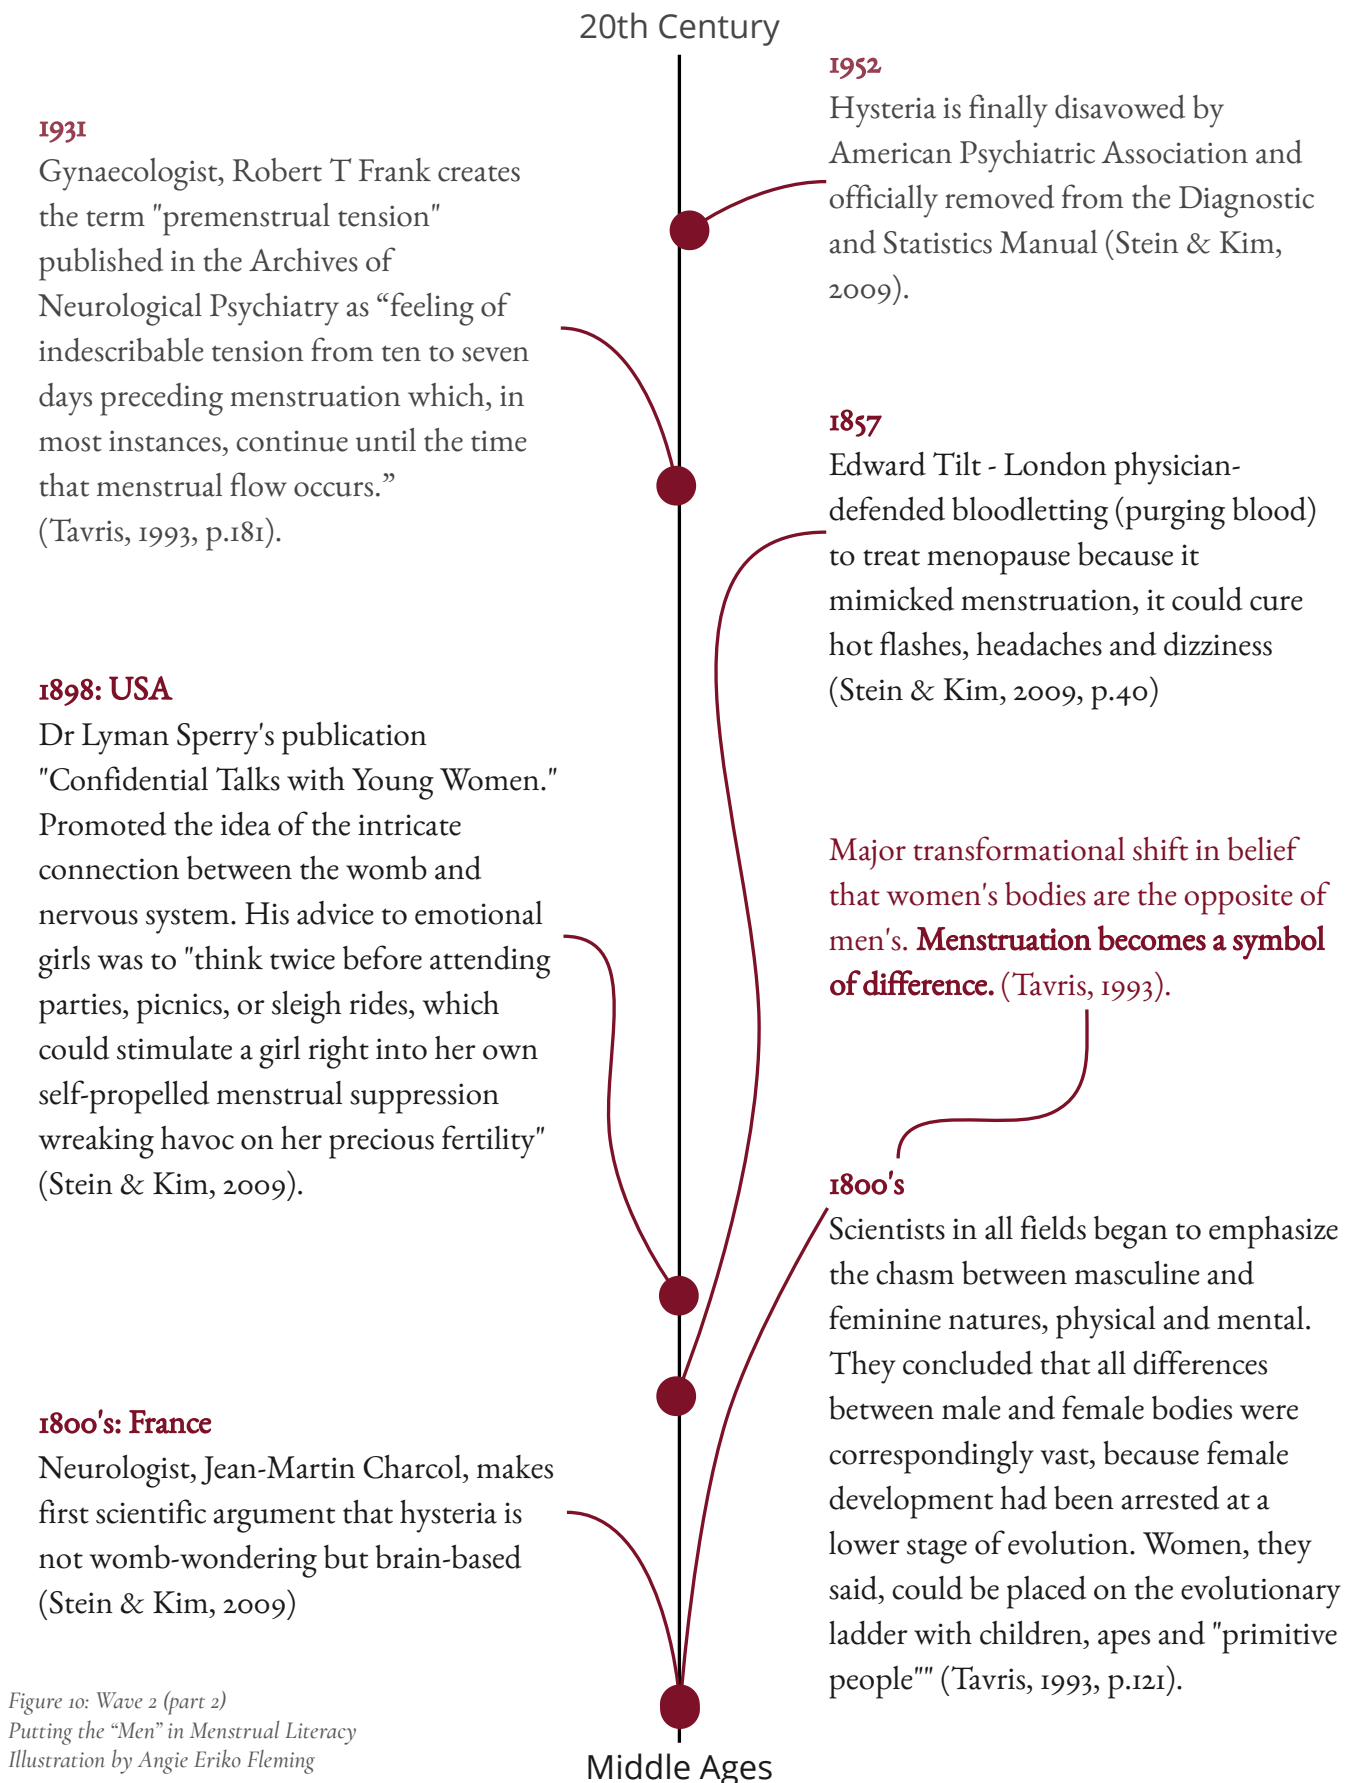 20th Century
1931
Gynaecologist, Robert T Frank creates
the term "premenstrual tension"
published in the Archives of
Neurological Psychiatry as “feeling of
indescribable tension from ten to seven
days preceding menstruation which, in
most instances, continue until the time
that menstrual flow occurs.”
(Tavris, 1993, p.181).
1898: USA
Dr Lyman Sperry's publication
"Confidential Talks with Young Women."
Promoted the idea of the intricate
connection between the womb and
nervous system. His advice to emotional
girls was to "think twice before attending
parties, picnics, or sleigh rides, which
could stimulate a girl right into her own
self-propelled menstrual suppression
wreaking havoc on her precious fertility"
(Stein & Kim, 2009).
1800's: France
Neurologist, Jean-Martin Charcol, makes
first scientific argument that hysteria is
not womb-wondering but brain-based
(Stein & Kim, 2009)
1952
Hysteria is finally disavowed by
American Psychiatric Association and
officially removed from the Diagnostic
and Statistics Manual (Stein & Kim,
2009).
1857
Edward Tilt - London physician-
defended bloodletting (purging blood)
to treat menopause because it
mimicked menstruation, it could cure
hot flashes, headaches and dizziness
(Stein & Kim, 2009, p.40)
Major transformational shift in belief
that women's bodies are the opposite of
men's. Menstruation becomes a symbol
of difference. (Tavris, 1993).
1800's
Scientists in all fields began to emphasize
the chasm between masculine and
feminine natures, physical and mental.
They concluded that all differences
between male and female bodies were
correspondingly vast, because female
development had been arrested at a
lower stage of evolution. Women, they
said, could be placed on the evolutionary
ladder with children, apes and "primitive
people"" (Tavris, 1993, p.121).
Figure 10: Wave 2 (part 2)
Putting the “Men” in Menstrual Literacy
Illustration by Angie Eriko Fleming
Middle Ages